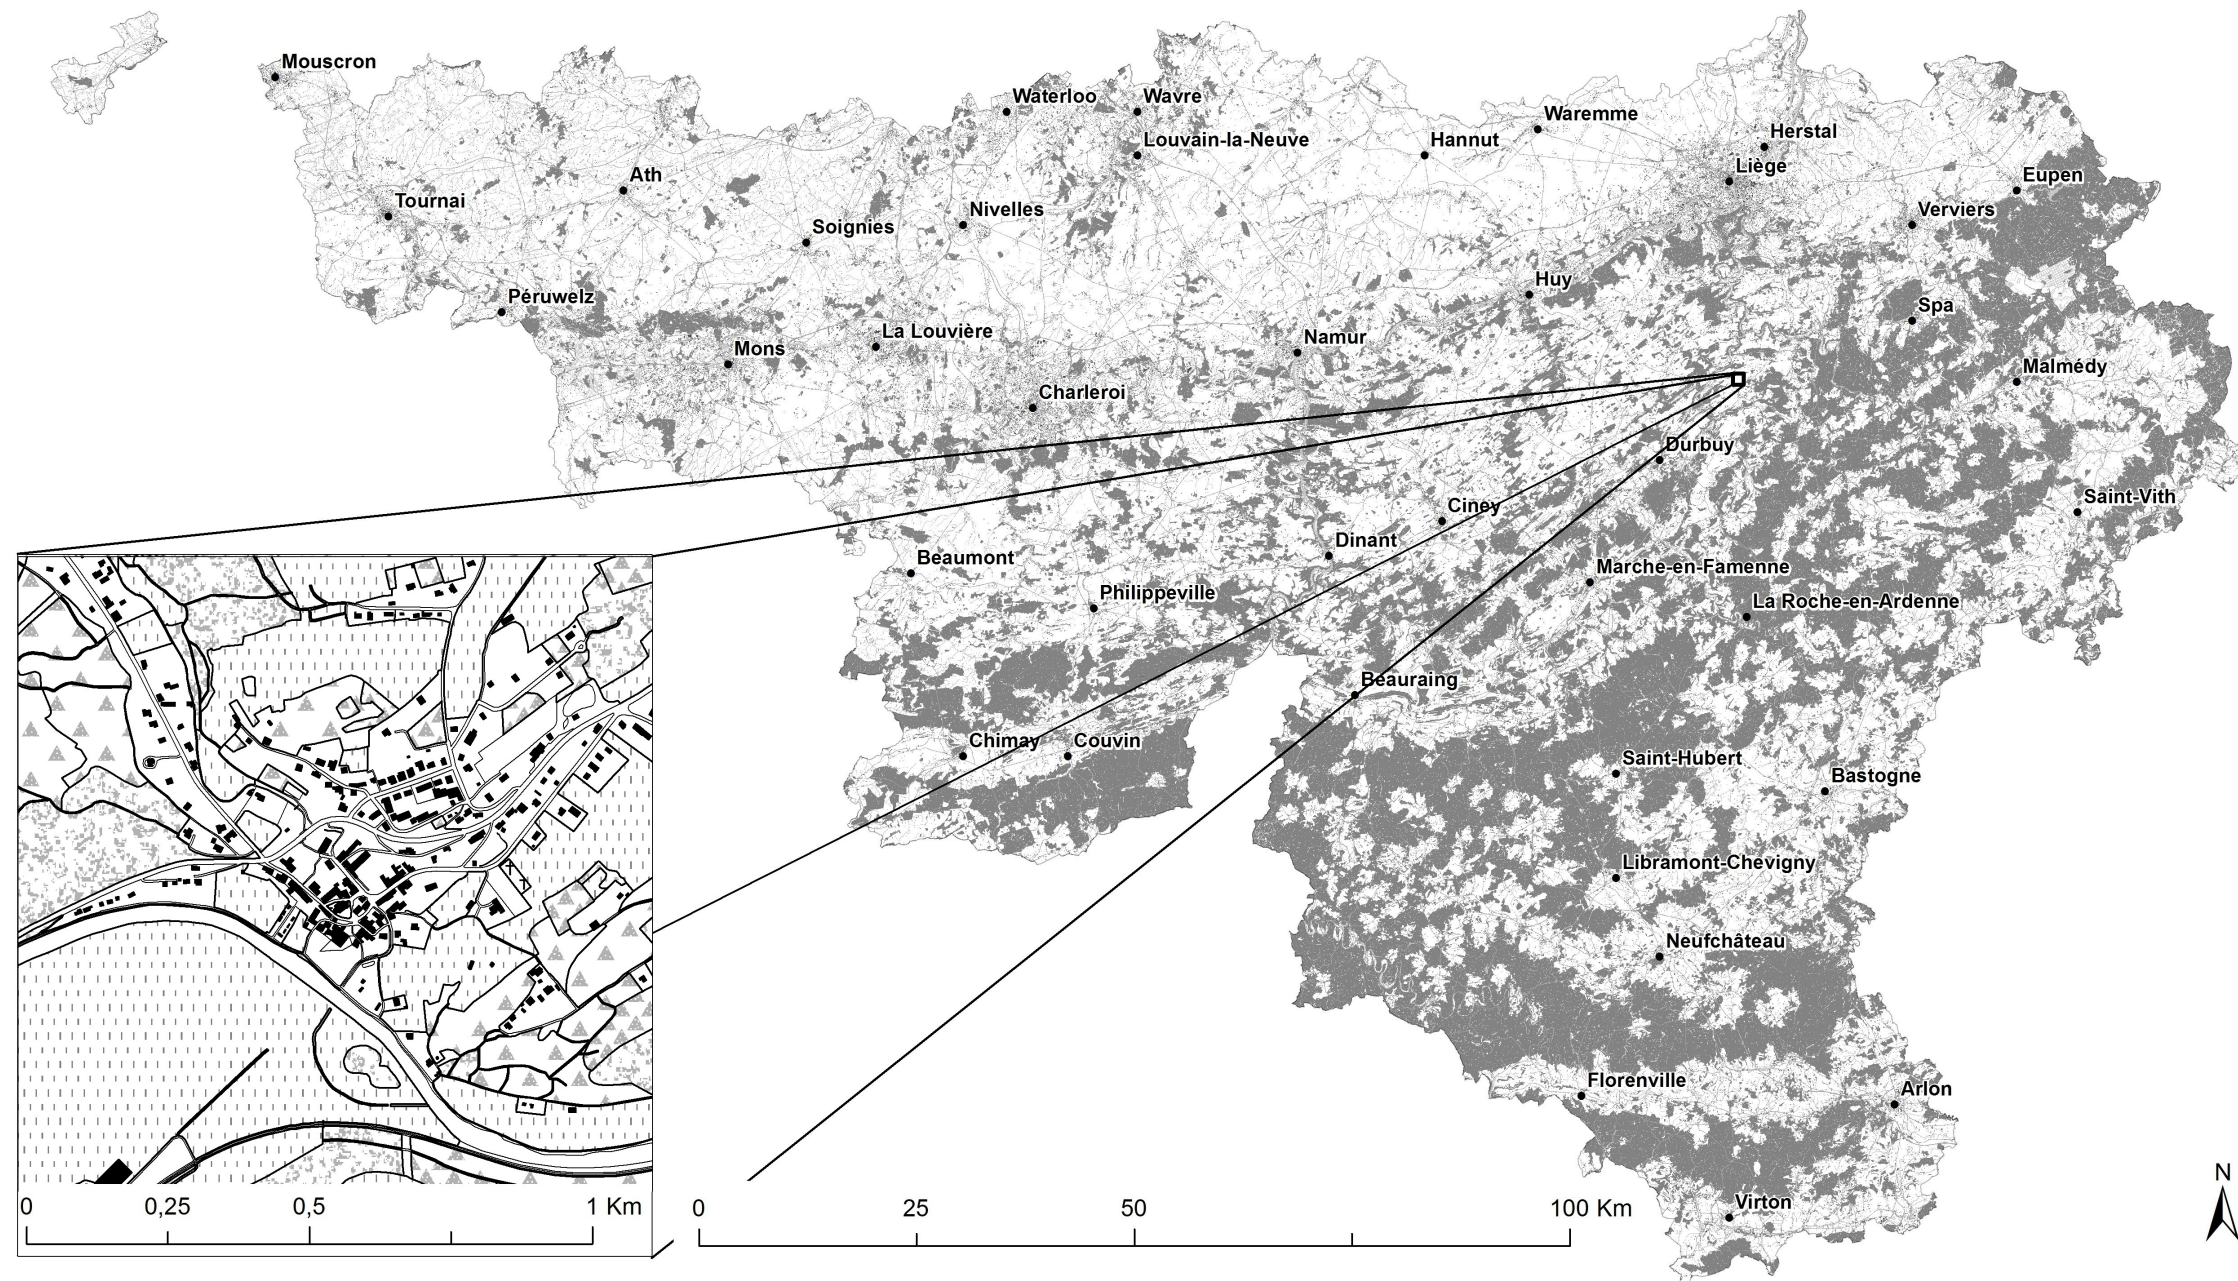 Mouscron
Waterloo
Wavre
Waremme
Herstal
Louvain-la-Neuve
Hannut
Liège
Ath
Eupen
Tournai
Nivelles
Verviers
Soignies
Huy
Péruwelz
Spa
La Louvière
Namur
Mons
Malmédy
Charleroi
Durbuy
Saint-Vith
Ciney
Dinant
Beaumont
Marche-en-Famenne
Philippeville
La Roche-en-Ardenne
Beauraing
Chimay
Couvin
Saint-Hubert
Bastogne
Libramont-Chevigny
Neufchâteau
Florenville
Arlon
Virton
N
0 0,25 0,5 1 Km
0 25 50 100 Km